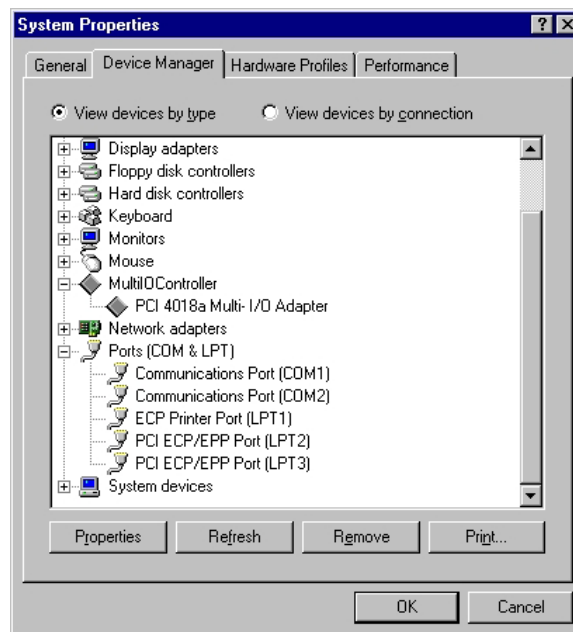 System Properties
General Device Manager Hardware Profiles Performance
View devices by type View devices by connection
Display adapters
Floppy disk controllers
Hard disk controllers
Keyboard
Monitors
Mouse
MultiIOController
PCI 4018a Multi- I/O Adapter
Network adapters
Ports (COM & LPT)
Communications Port (COM1)
Communications Port (COM2)
ECP Printer Port (LPT1)
PCI ECP/EPP Port (LPT2)
PCI ECP/EPP Port (LPT3)
System devices
Properties Refresh Remove Print...
OK Cancel